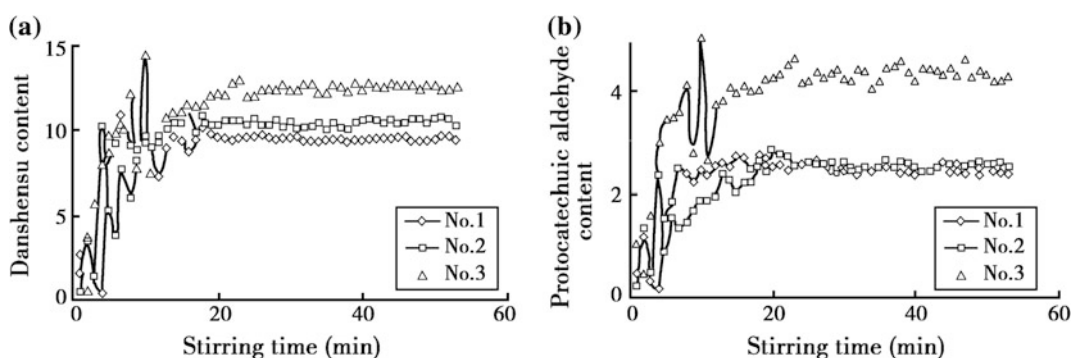 (a)
15
10
5
0
Danshensu content
No.1
No.2
No.3
0
20
40
60
Stirring time (min)
(b)
4
2
0
Protocatechuic aldehyde
content
No.1
No.2
No.3
0
20
40
60
Stirring time (min)